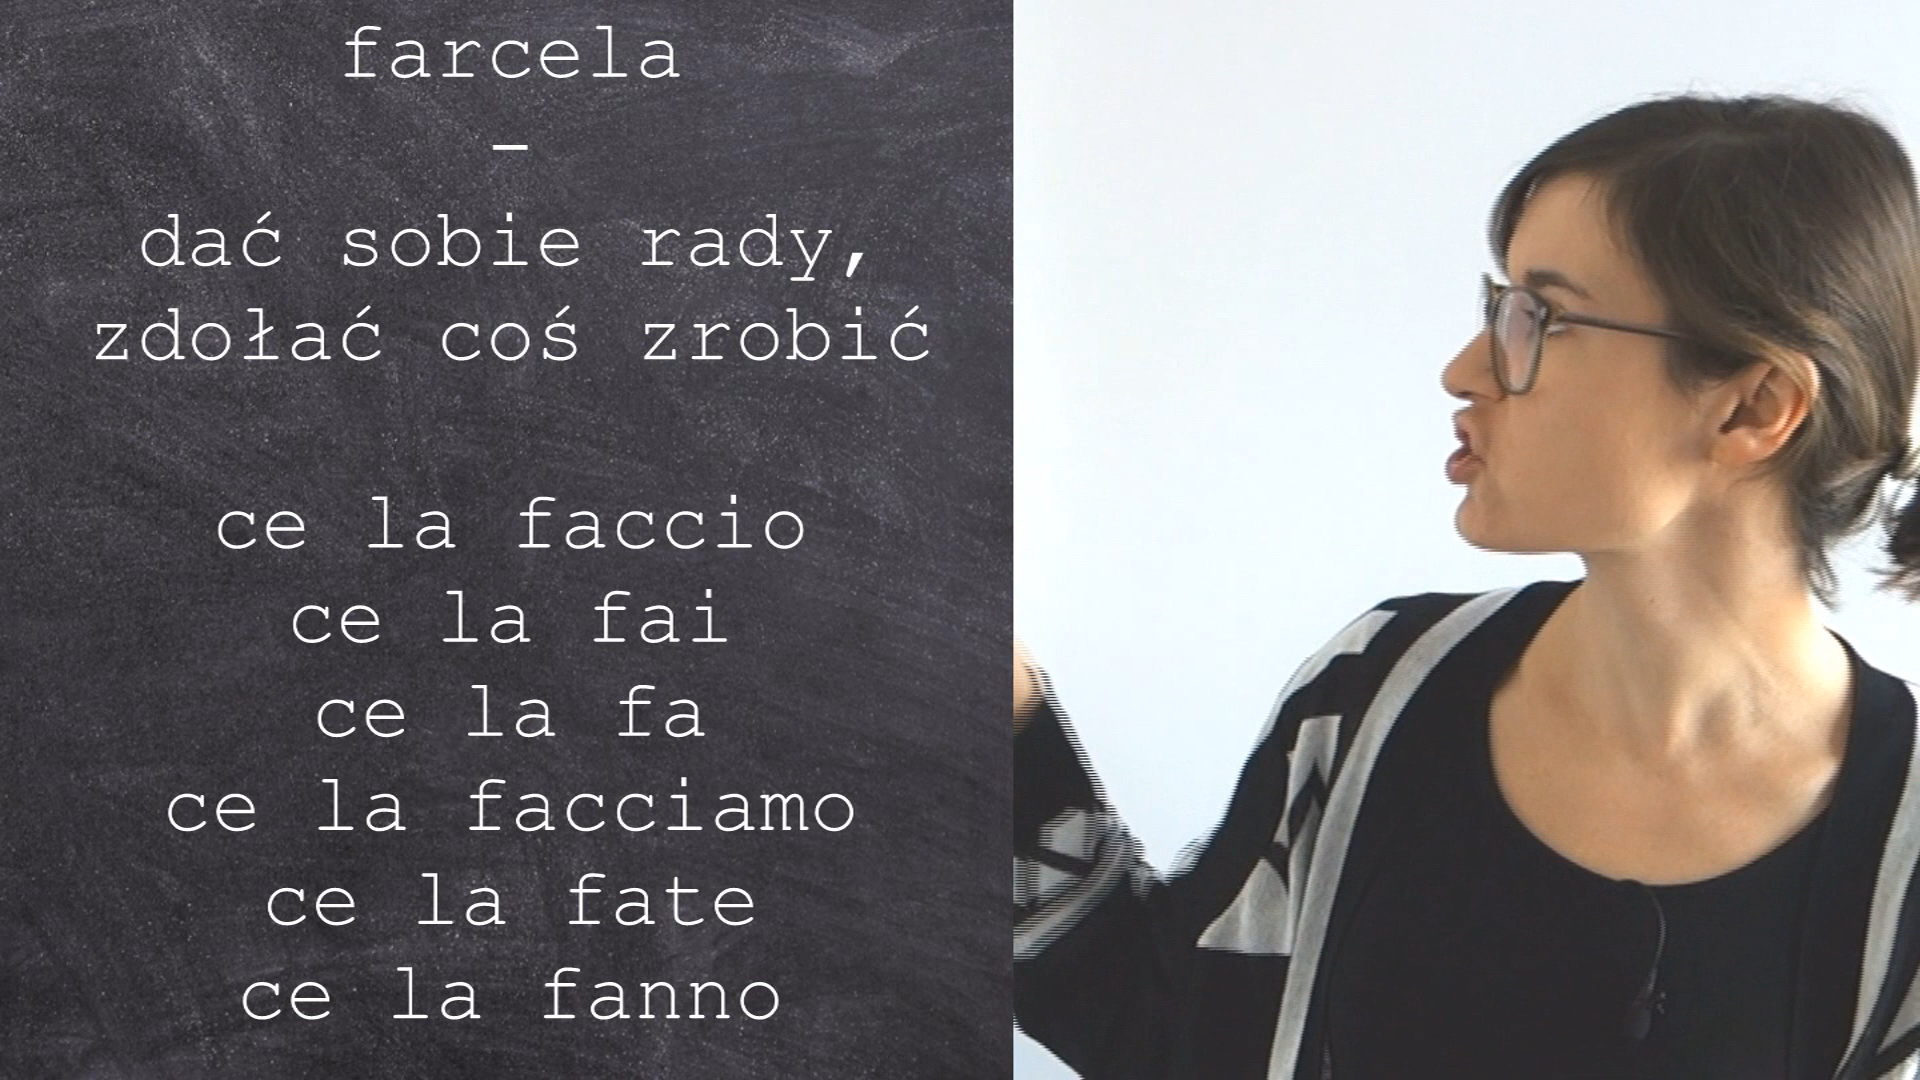 farcela
-
dać sobie rady,
zdołać coś zrobić
ce la faccio
ce la fai
ce la fa
ce la facciamo
ce la fate
ce la fanno